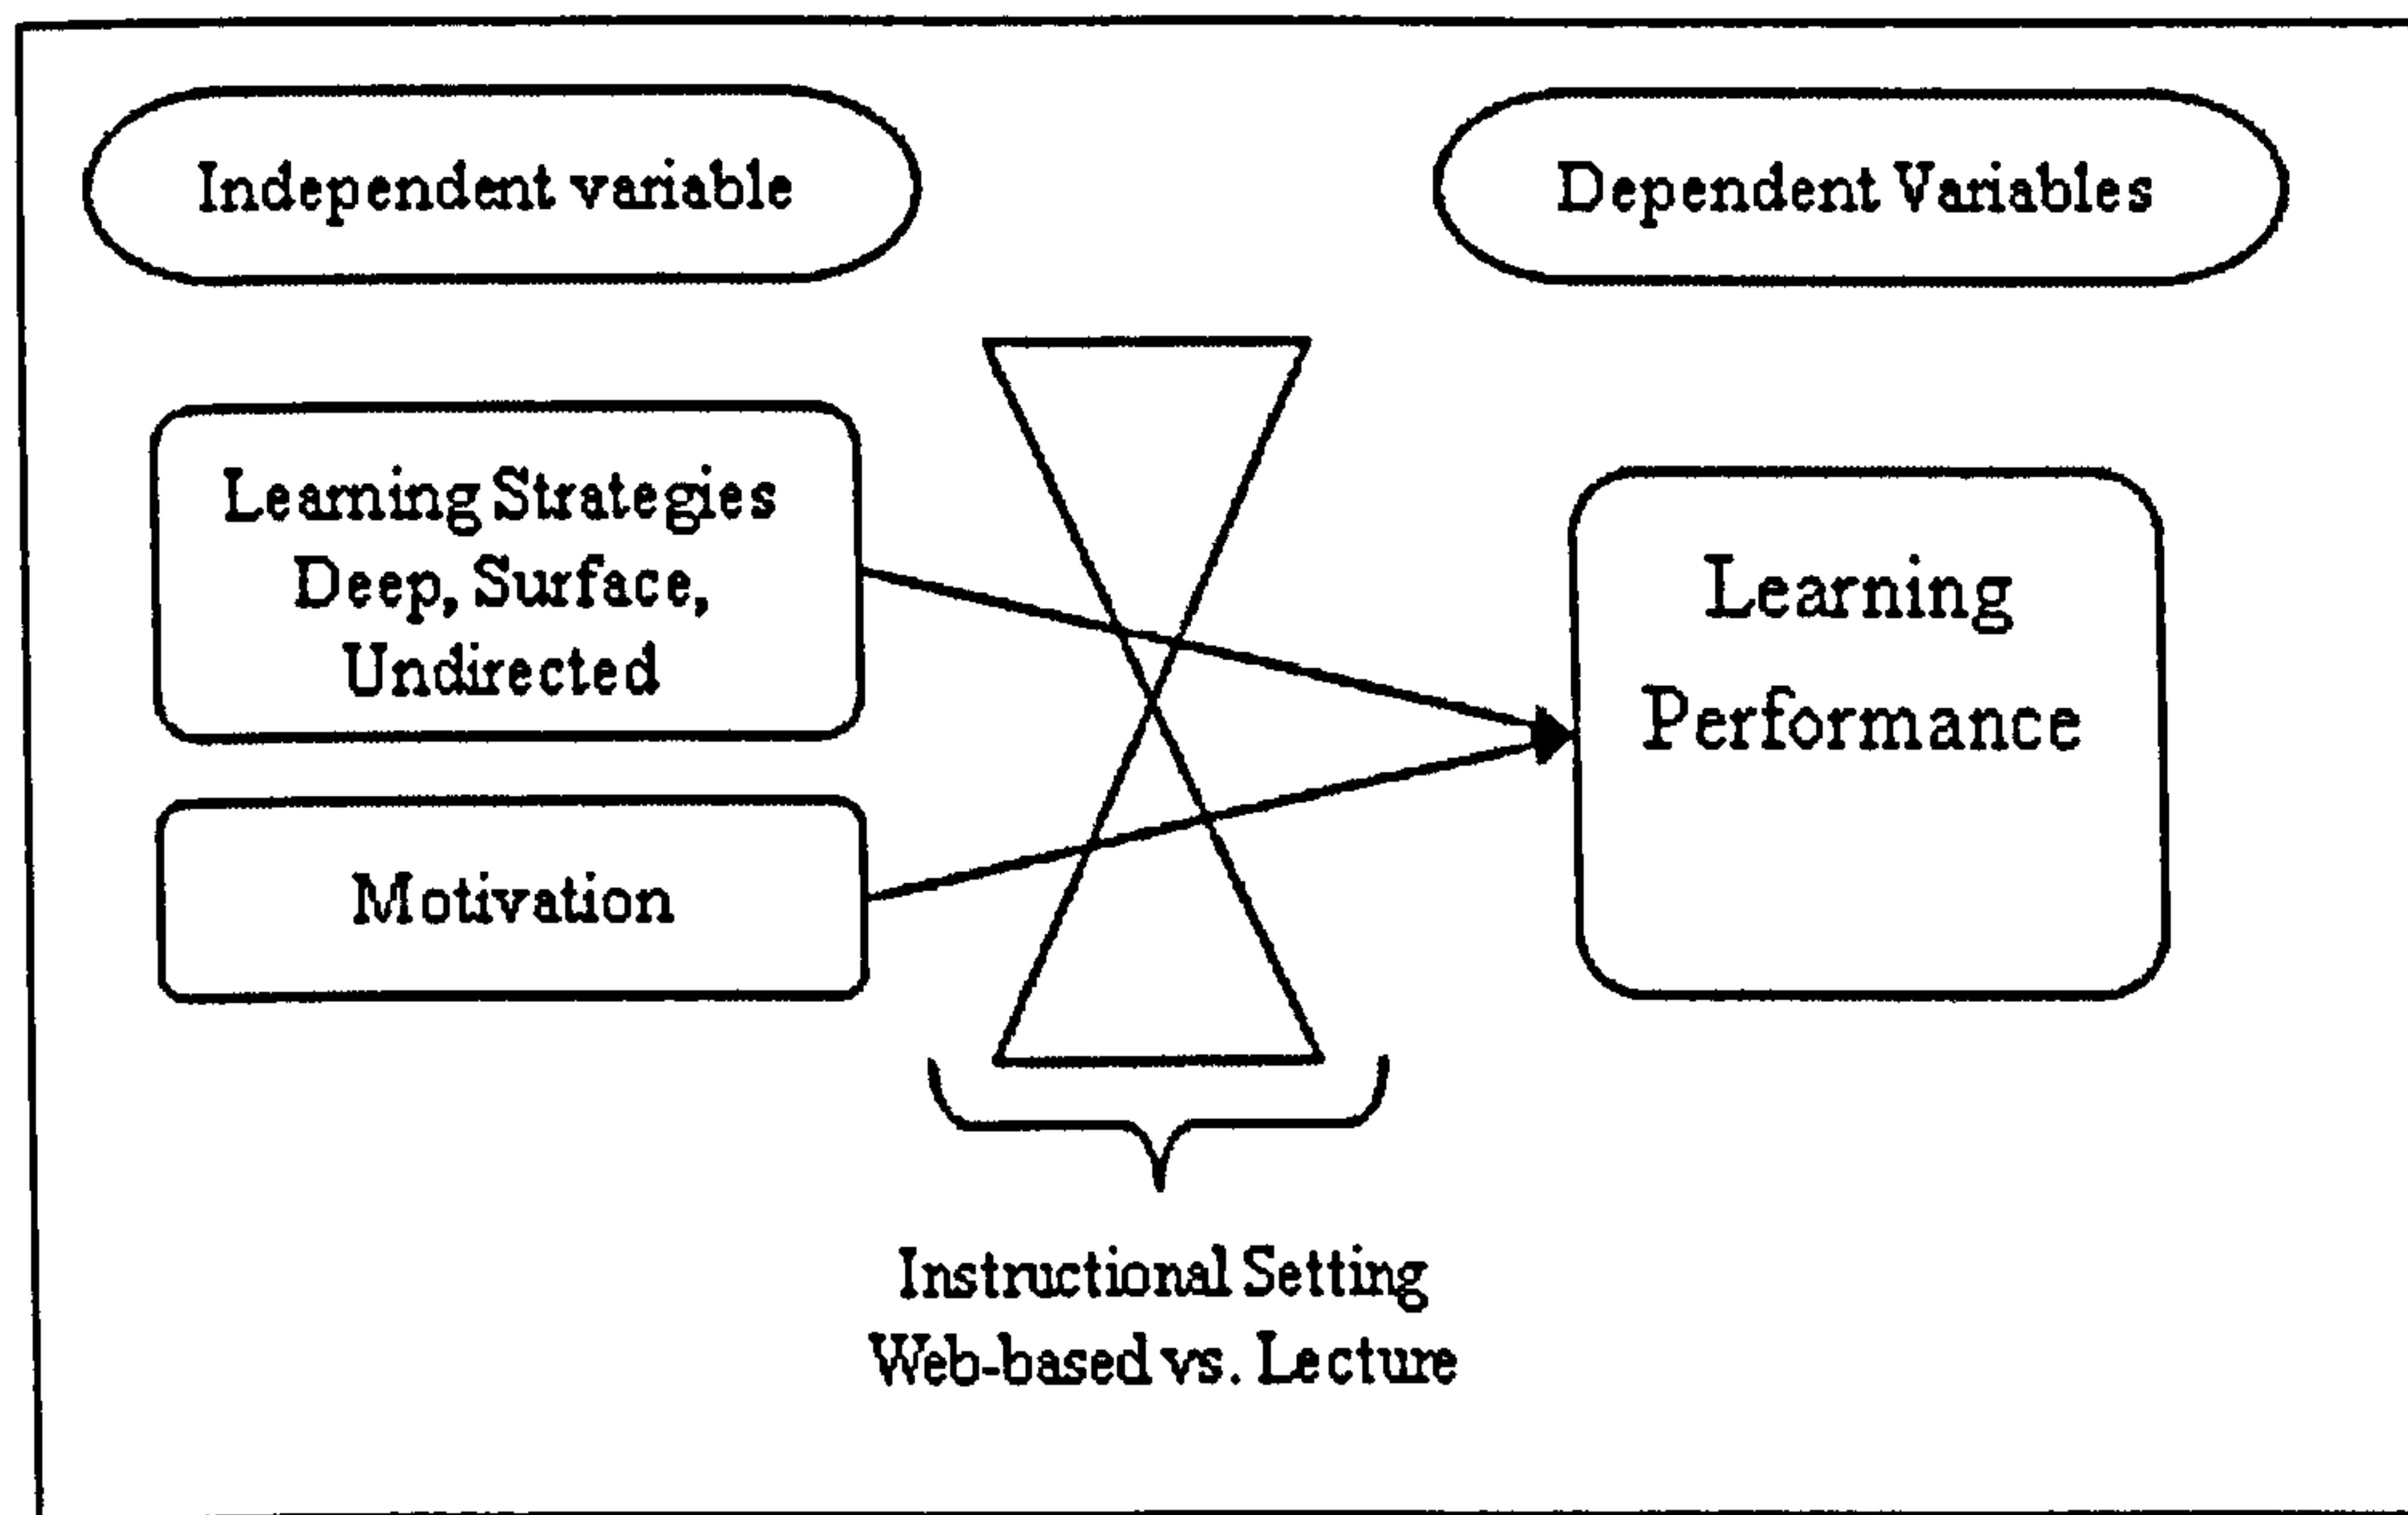 Independent variable
Dependent Variables
Learning Strategies
Deep, Surface,
Undirected
Motivation
Learning
Performance
Instructional Setting
Web-based vs. Lecture